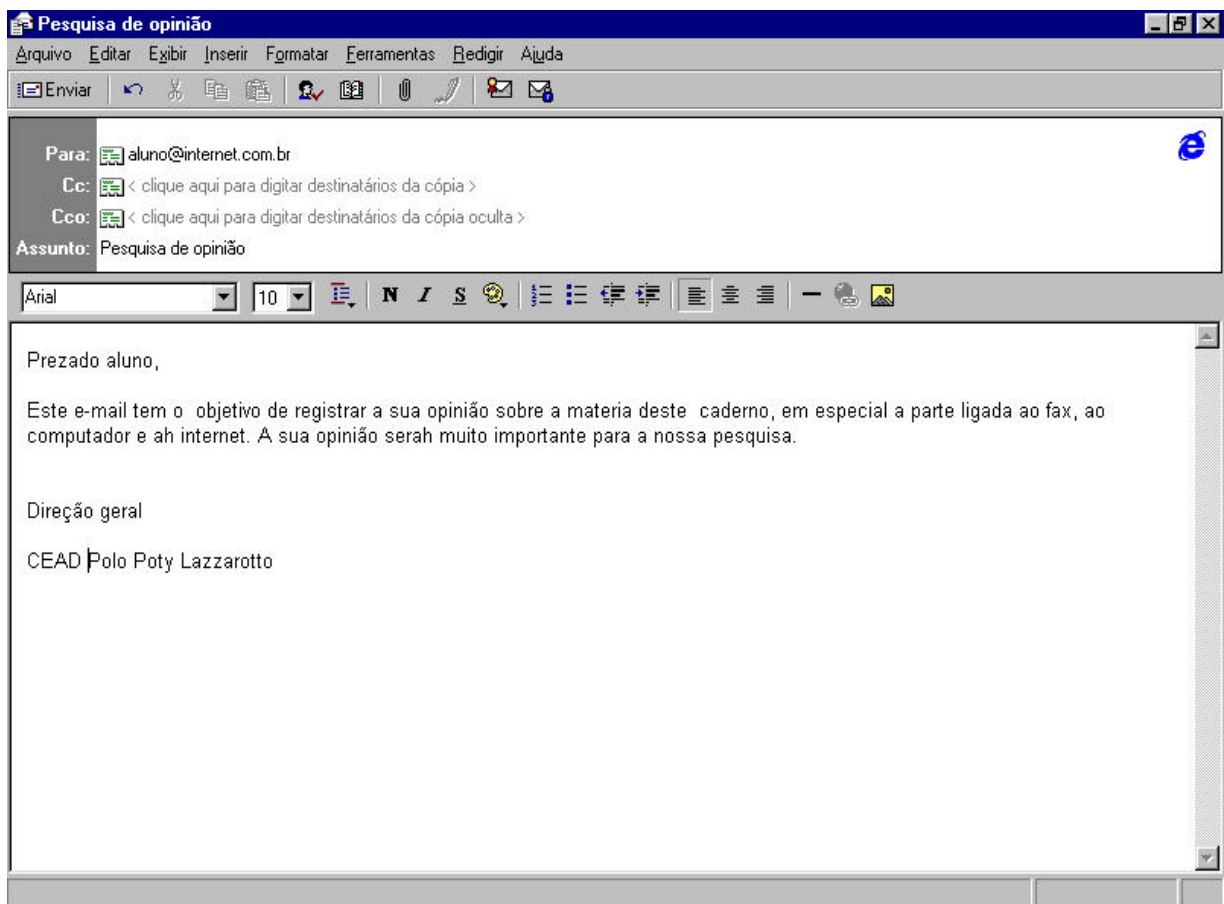 Pesquisa de opinião
Arquivo Editar Exibir Inserir Formatar Ferramentas Redigir Ajuda
Enviar
Para: aluno@internet.com.br
Cc: < clique aqui para digitar destinatários da cópia >
Cco: < clique aqui para digitar destinatários da cópia oculta >
Assunto: Pesquisa de opinião
Arial 10 N I S
Prezado aluno,
Este e-mail tem o objetivo de registrar a sua opinião sobre a materia deste caderno, em especial a parte ligada ao fax, ao
computador e ah internet. A sua opinião serah muito importante para a nossa pesquisa.
Direção geral
CEAD Polo Poty Lazzarotto